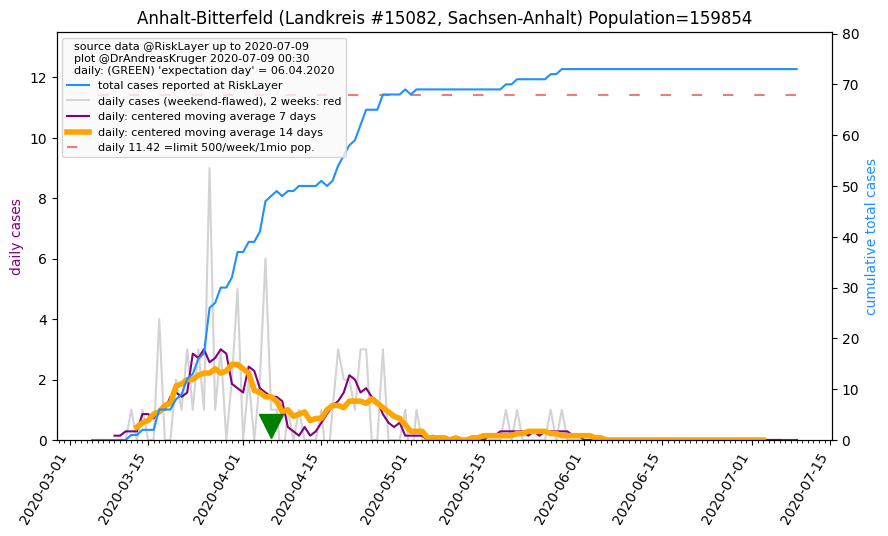 Anhalt-Bitterfeld (Landkreis #15082, Sachsen-Anhalt) Population=159854
source data @RiskLayer up to 2020-07-09
plot @DrAndreasKruger 2020-07-09 00:30
daily: (GREEN) 'expectation day' = 06.04.2020
total cases reported at RiskLayer
daily cases (weekend-flawed), 2 weeks: red
daily: centered moving average 7 days
daily: centered moving average 14 days
daily 11.42 =limit 500/week/1mio pop.
daily cases
12
10
8
6
4
2
0
80
70
60
50
40
30
20
10
0
cumulative total cases
2020-03-01
2020-03-15
2020-04-01
2020-04-15
2020-05-01
2020-05-15
2020-06-01
2020-06-15
2020-07-01
2020-07-15